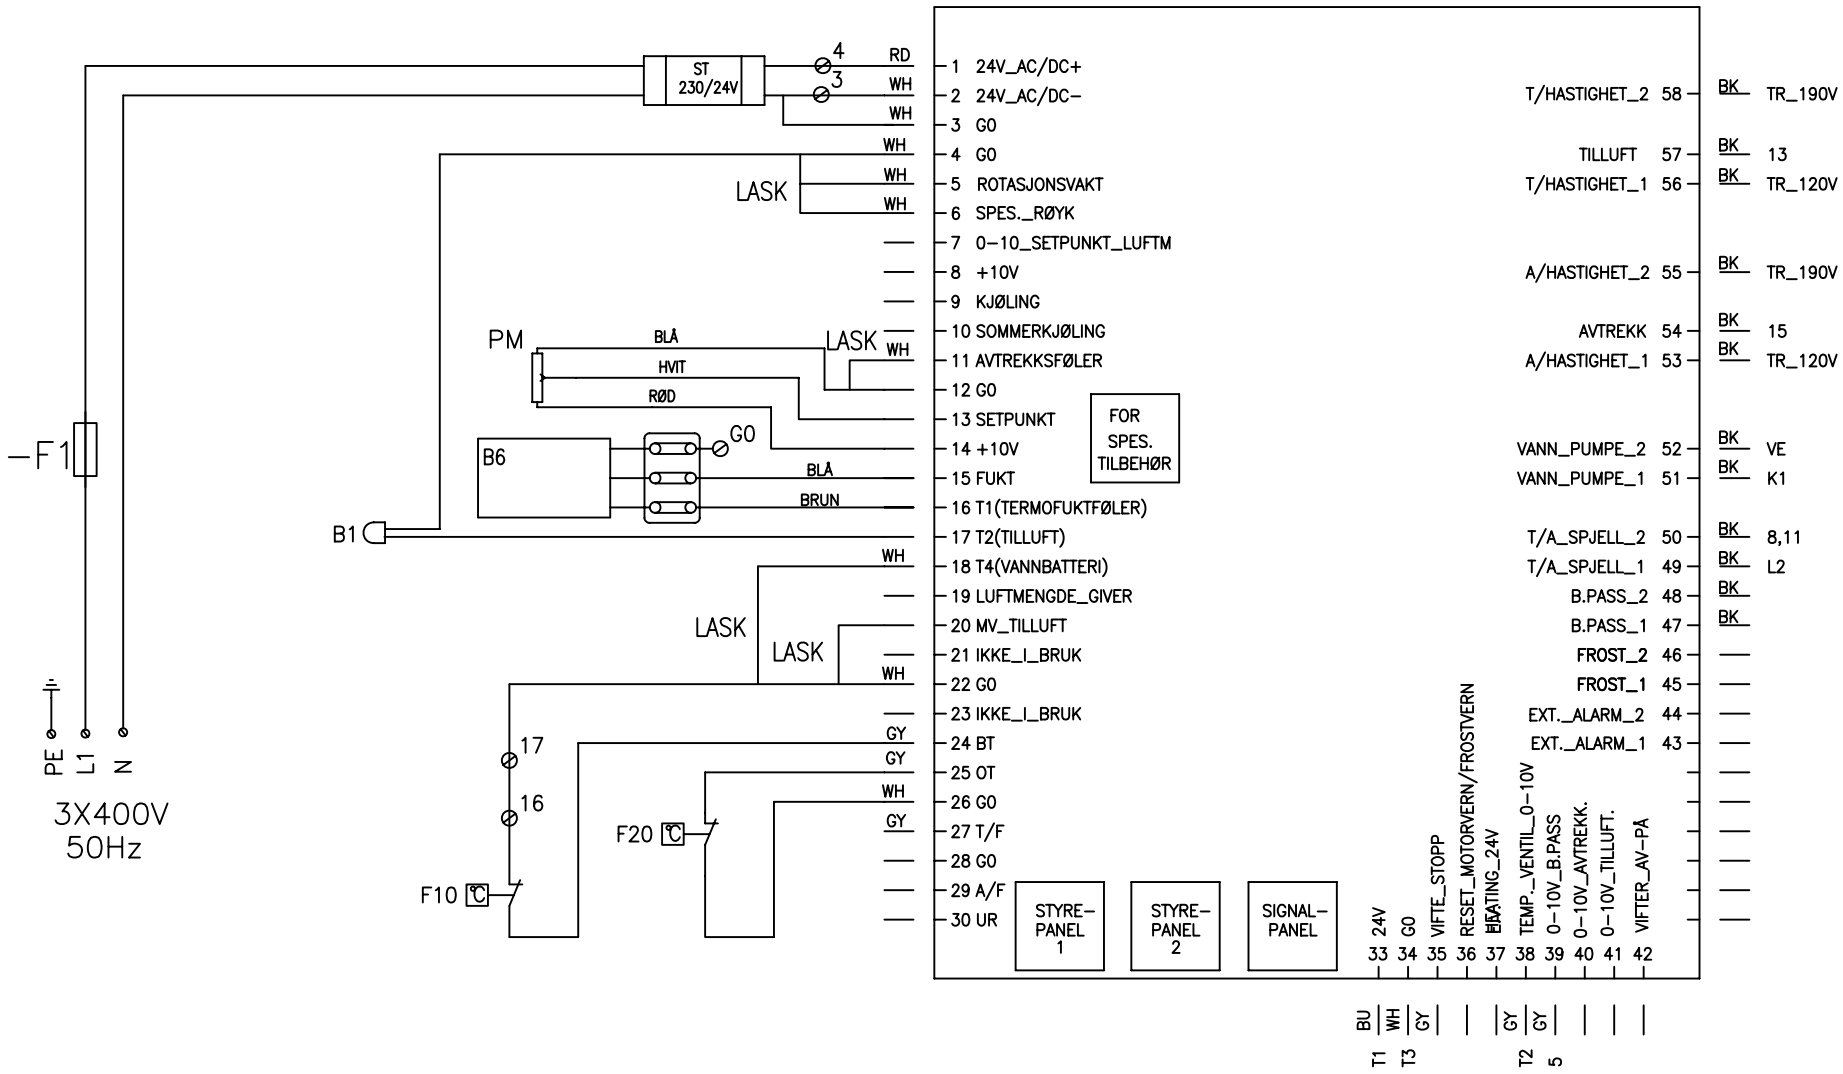 4
RD
ST
230/24V
3
WH
WH
WH
WH
LASK
WH
PM
BLÅ
LASK
WH
HVIT
RØD
-F1
B6
G0
BLÅ
BRUN
B1
WH
LASK
LASK
WH
17
GY
GY
16
WH
F20 °C
GY
F10 °C
PE
L1
N
3X400V
50Hz
1 24V_AC/DC+
2 24V_AC/DC-
3 G0
4 G0
5 ROTASJONSVAKT
6 SPES._RØYK
7 0-10_SETPUNKT_LUFTM
8 +10V
9 KJØLING
10 SOMMERKJØLING
11 AVTREKKSFØLER
12 G0
13 SETPUNKT
14 +10V
15 FUKT
16 T1(TERMOFUKTFØLER)
17 T2(TILLUFT)
18 T4(VANNBATTERI)
19 LUFTMENGDE_GIVER
20 MV_TILLUFT
21 IKKE_I_BRUK
22 G0
23 IKKE_I_BRUK
24 BT
25 OT
26 G0
27 T/F
28 G0
29 A/F
30 UR
FOR
SPES.
TILBEHØR
STYRE-
PANEL
1
STYRE-
PANEL
2
SIGNAL-
PANEL
T/HASTIGHET_2 58 BK TR_190V
TILLUFT 57 BK 13
T/HASTIGHET_1 56 BK TR_120V
A/HASTIGHET_2 55 BK TR_190V
AVTREKK 54 BK 15
A/HASTIGHET_1 53 BK TR_120V
VANN_PUMPE_2 52 BK VE
VANN_PUMPE_1 51 BK K1
T/A_SPJELL_2 50 BK 8,11
T/A_SPJELL_1 49 BK L2
B.PASS_2 48 BK
B.PASS_1 47 BK
FROST_2 46
FROST_1 45
EXT._ALARM_2 44
EXT._ALARM_1 43
33 24V
34 G0
35 VIFTE_STOPP
36 RESET_MOTORVERN/FROSTVERN
37
38 TEMP._VENTIL_0-10V
39 0-10V_B.PASS
40 0-10V_AVTREKK.
41 0-10V_TILLUFT.
42 VIFTER_AV-PÅ
BU
WH
GY
GY
GY
T1
T3
T2
5